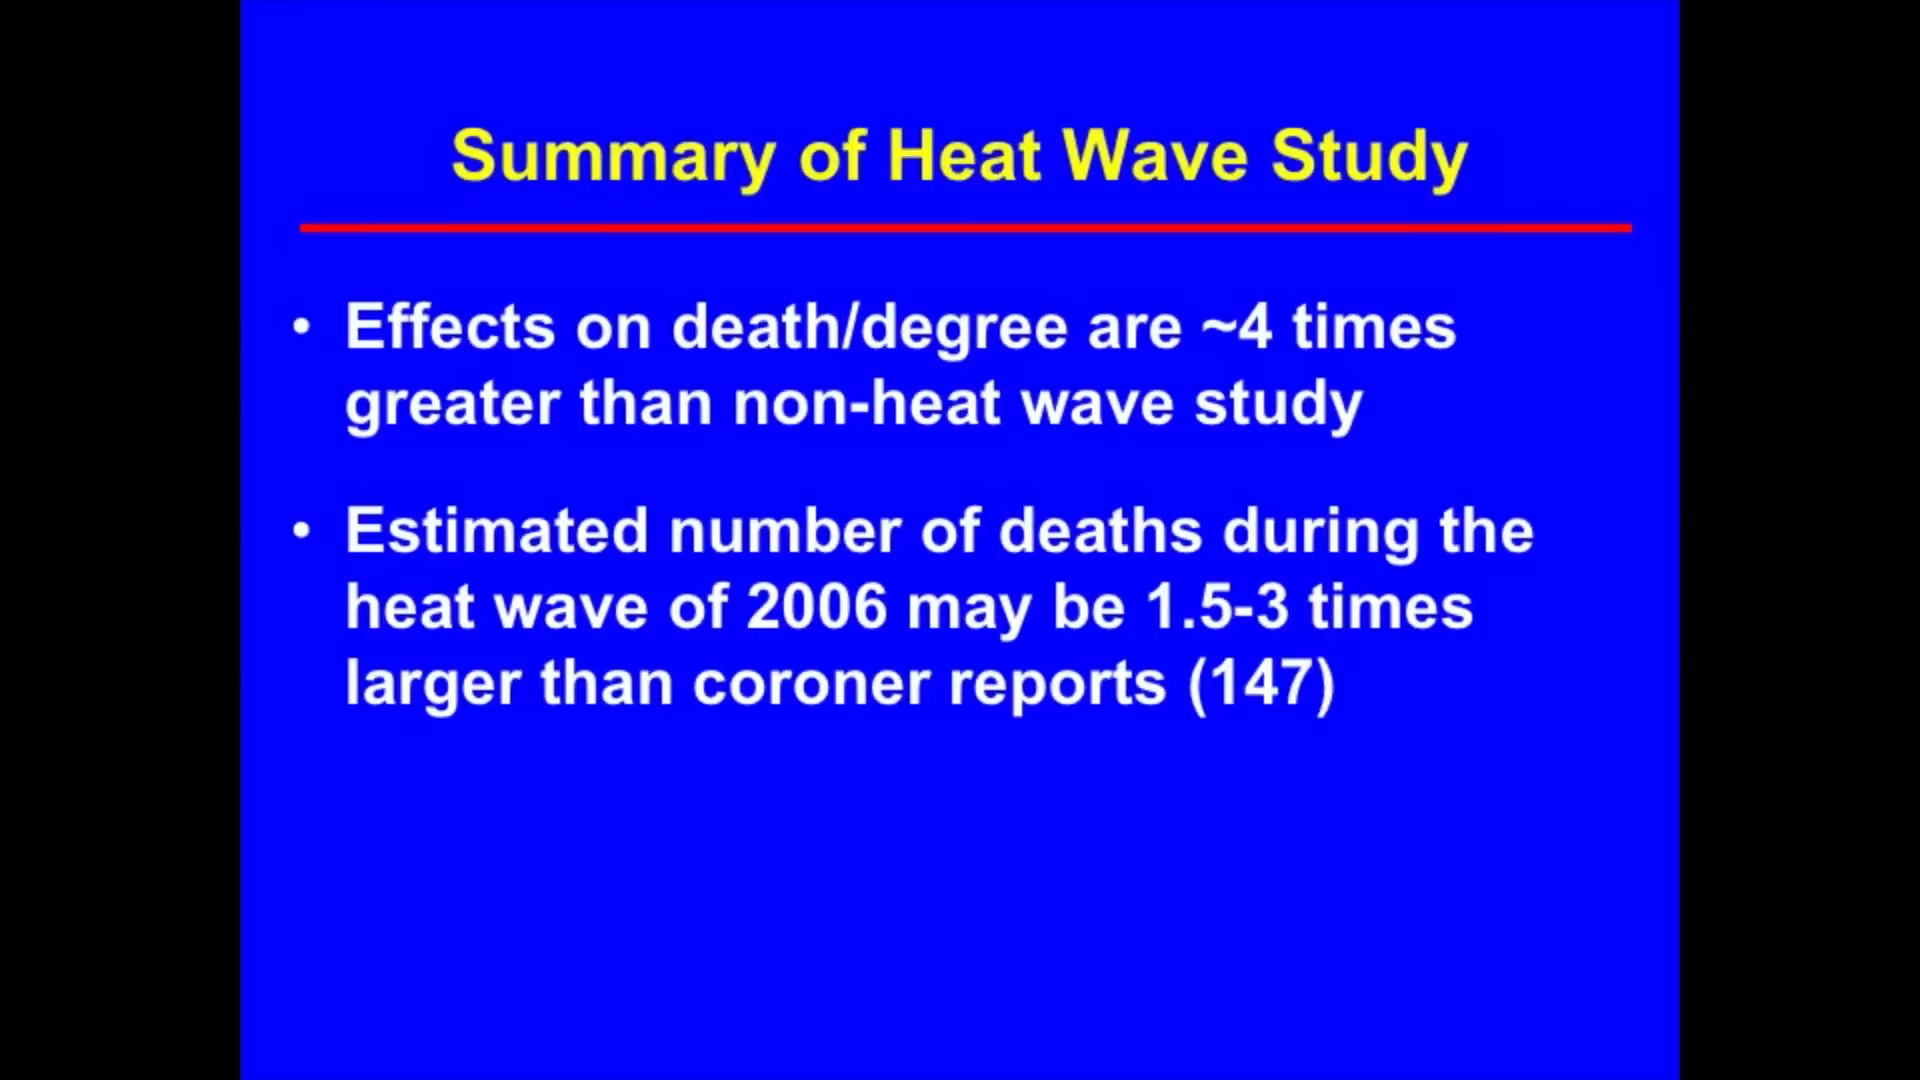 Summary of Heat Wave Study
• Effects on death/degree are ~4 times
greater than non-heat wave study
• Estimated number of deaths during the
heat wave of 2006 may be 1.5-3 times
larger than coroner reports (147)